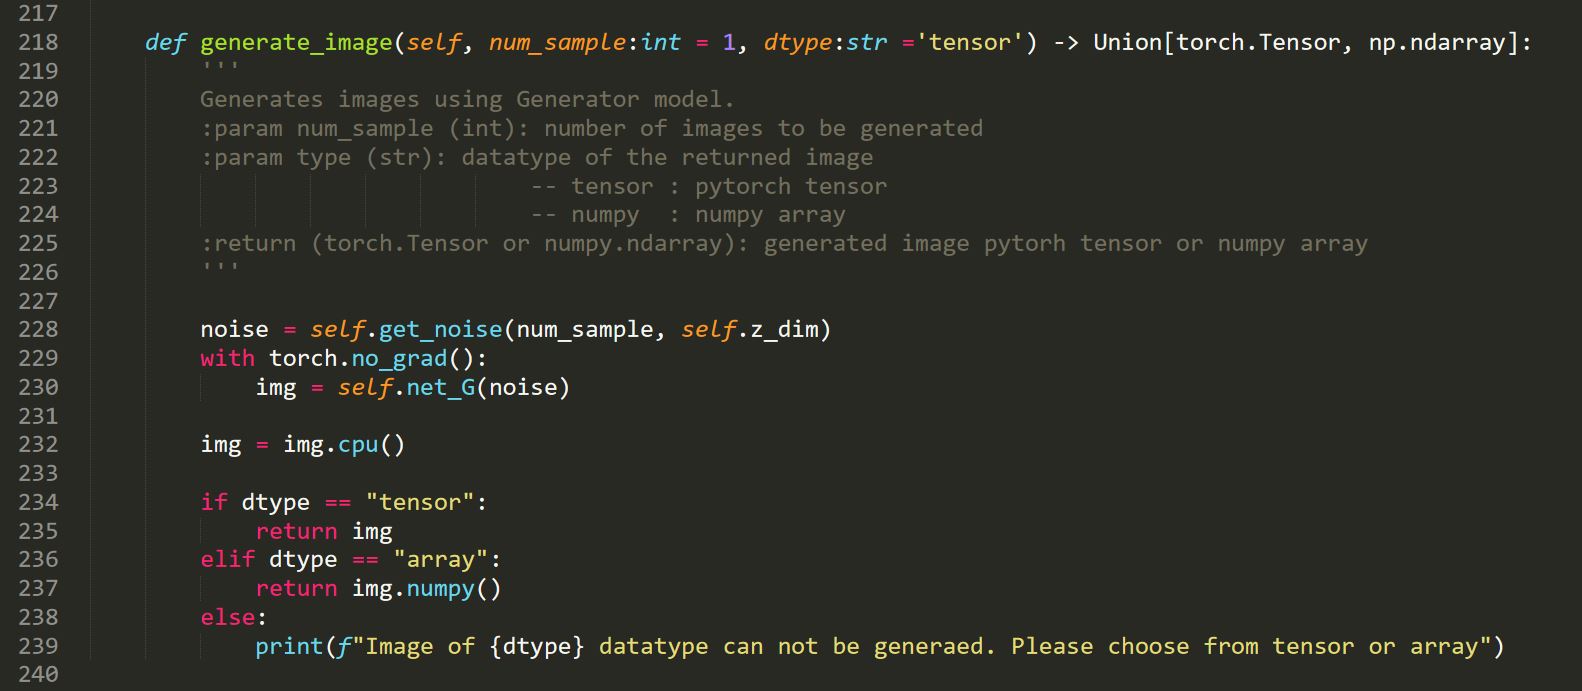 217
218 def generate_image(self, num_sample:int = 1, dtype:str ='tensor') -> Union[torch.Tensor, np.ndarray]:
219 '''
220 Generates images using Generator model.
221 :param num_sample (int): number of images to be generated
222 :param type (str): datatype of the returned image
223 -- tensor : pytorch tensor
224 -- numpy  : numpy array
225 :return (torch.Tensor or numpy.ndarray): generated image pytorh tensor or numpy array
226 '''
227
228 noise = self.get_noise(num_sample, self.z_dim)
229 with torch.no_grad():
230 img = self.net_G(noise)
231
232 img = img.cpu()
233
234 if dtype == "tensor":
235 return img
236 elif dtype == "array":
237 return img.numpy()
238 else:
239 print(f"Image of {dtype} datatype can not be generaed. Please choose from tensor or array")
240